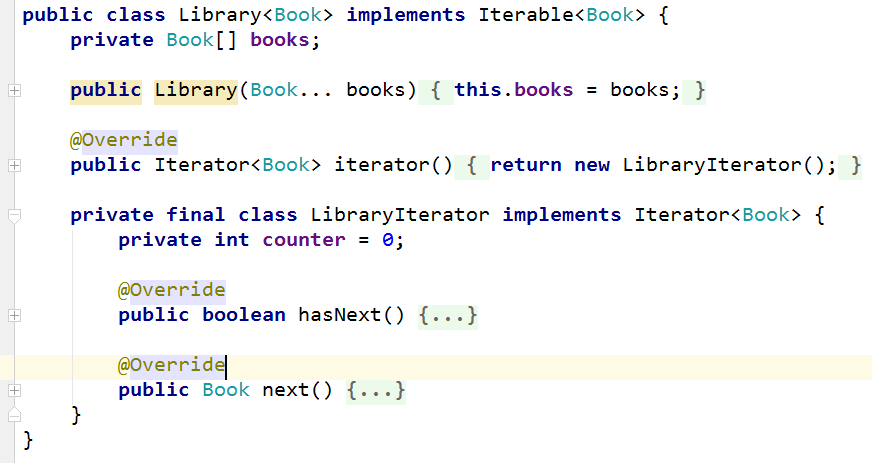 public class Library<Book> implements Iterable<Book> {
    private Book[] books;
    public Library(Book... books) { this.books = books; }
    @Override
    public Iterator<Book> iterator() { return new LibraryIterator(); }
    private final class LibraryIterator implements Iterator<Book> {
        private int counter = 0;
        @Override
        public boolean hasNext() {...}
        @Override
        public Book next() {...}
    }
}